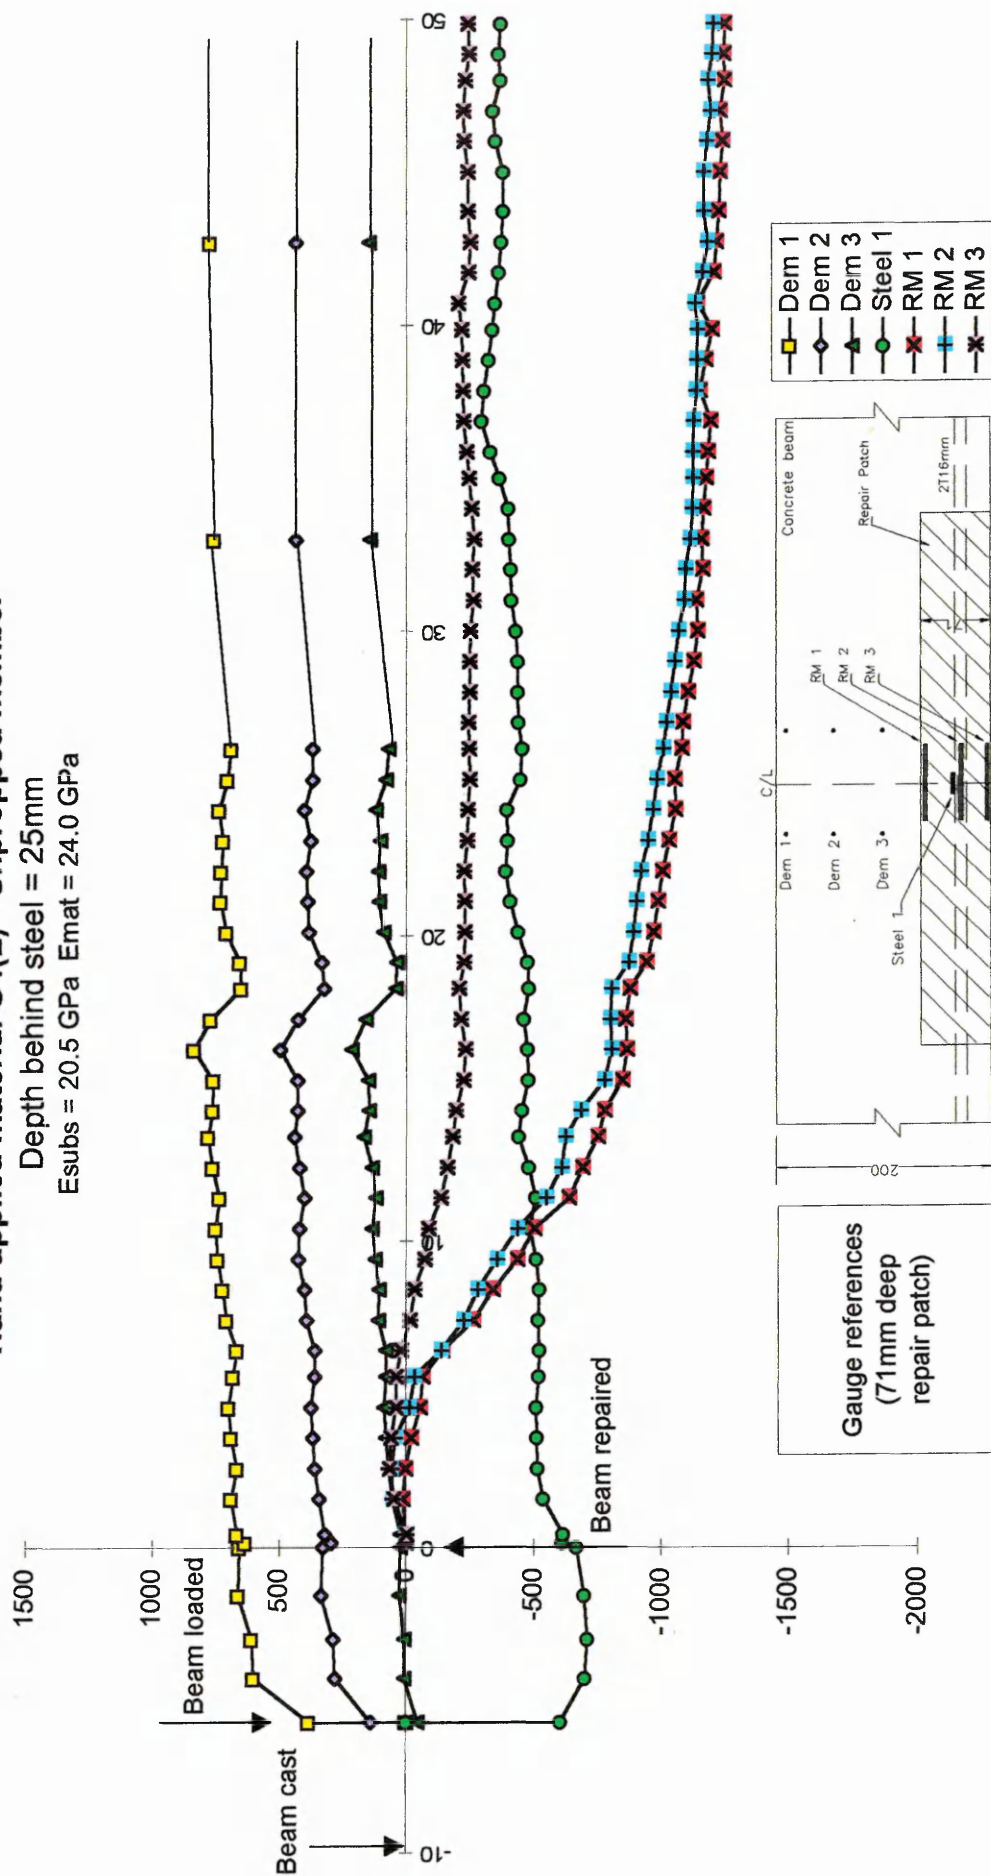 Depth behind steel = 25mm
Esubs = 20.5 GPa Emat = 24.0 GPa
1500
1000
500
0
-500
-1000
-1500
-2000
-10
0
10
20
30
40
50
Beam cast
Beam loaded
Beam repaired
Dem 1
Dem 2
Dem 3
Steel 1
RM 1
RM 2
RM 3
Gauge references
(71mm deep
repair patch)
200
C/L
Dem 1
Dem 2
Dem 3
Steel 1
RM 1
RM 2
RM 3
Concrete beam
Repair Patch
2T16mm